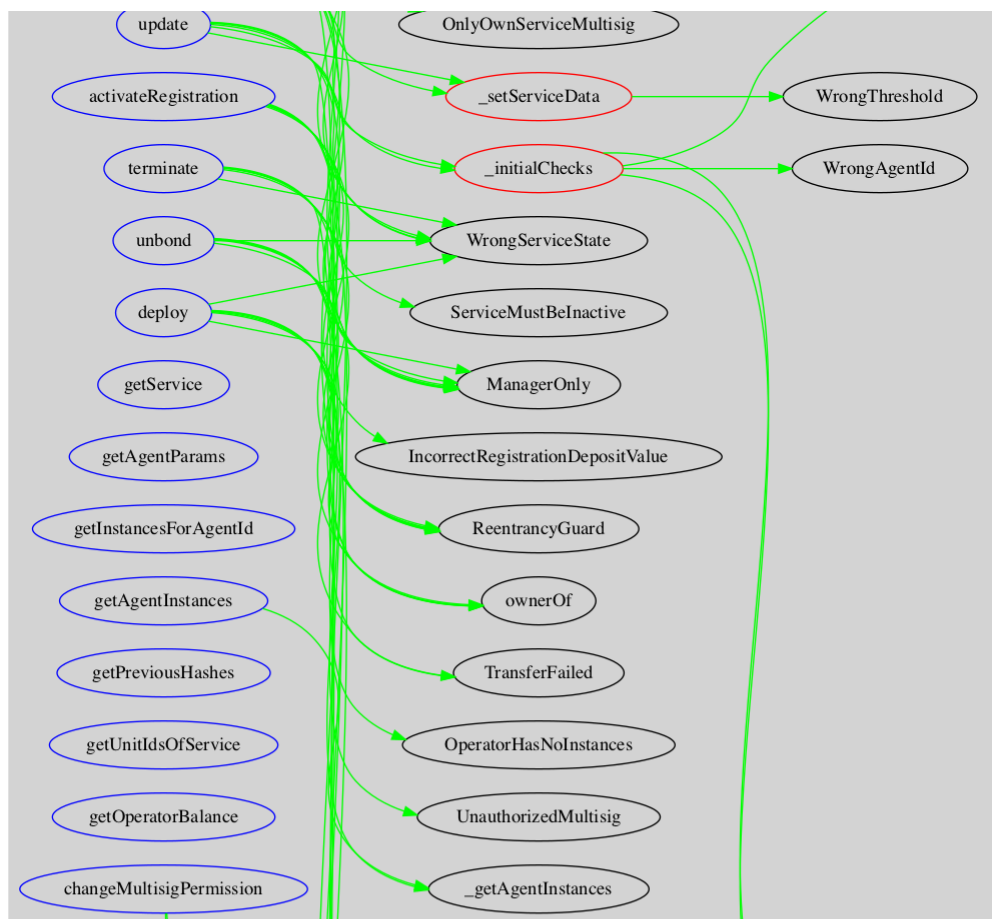 update
OnlyOwnServiceMultisig
activateRegistration
_setServiceData
WrongThreshold
terminate
_initialChecks
WrongAgentId
unbond
WrongServiceState
deploy
ServiceMustBeInactive
getService
ManagerOnly
getAgentParams
IncorrectRegistrationDepositValue
getInstancesForAgentId
ReentrancyGuard
getAgentInstances
ownerOf
getPreviousHashes
TransferFailed
getUnitIdsOfService
OperatorHasNoInstances
getOperatorBalance
UnauthorizedMultisig
changeMultisigPermission
_getAgentInstances